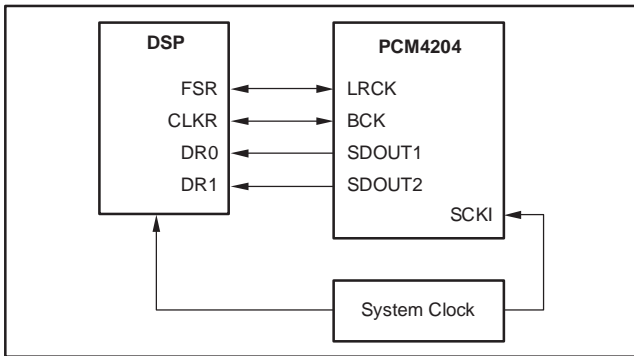 DSP
PCM4204
FSR
LRCK
CLKR
BCK
DR0
SDOUT1
DR1
SDOUT2
SCKI
System Clock